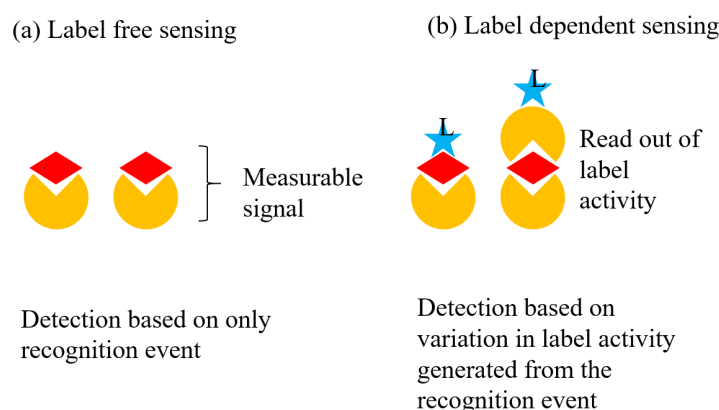 (a) Label free sensing
(b) Label dependent sensing
L
L
Measurable
signal
Read out of
label
activity
Detection based on only
recognition event
Detection based on
variation in label activity
generated from the
recognition event